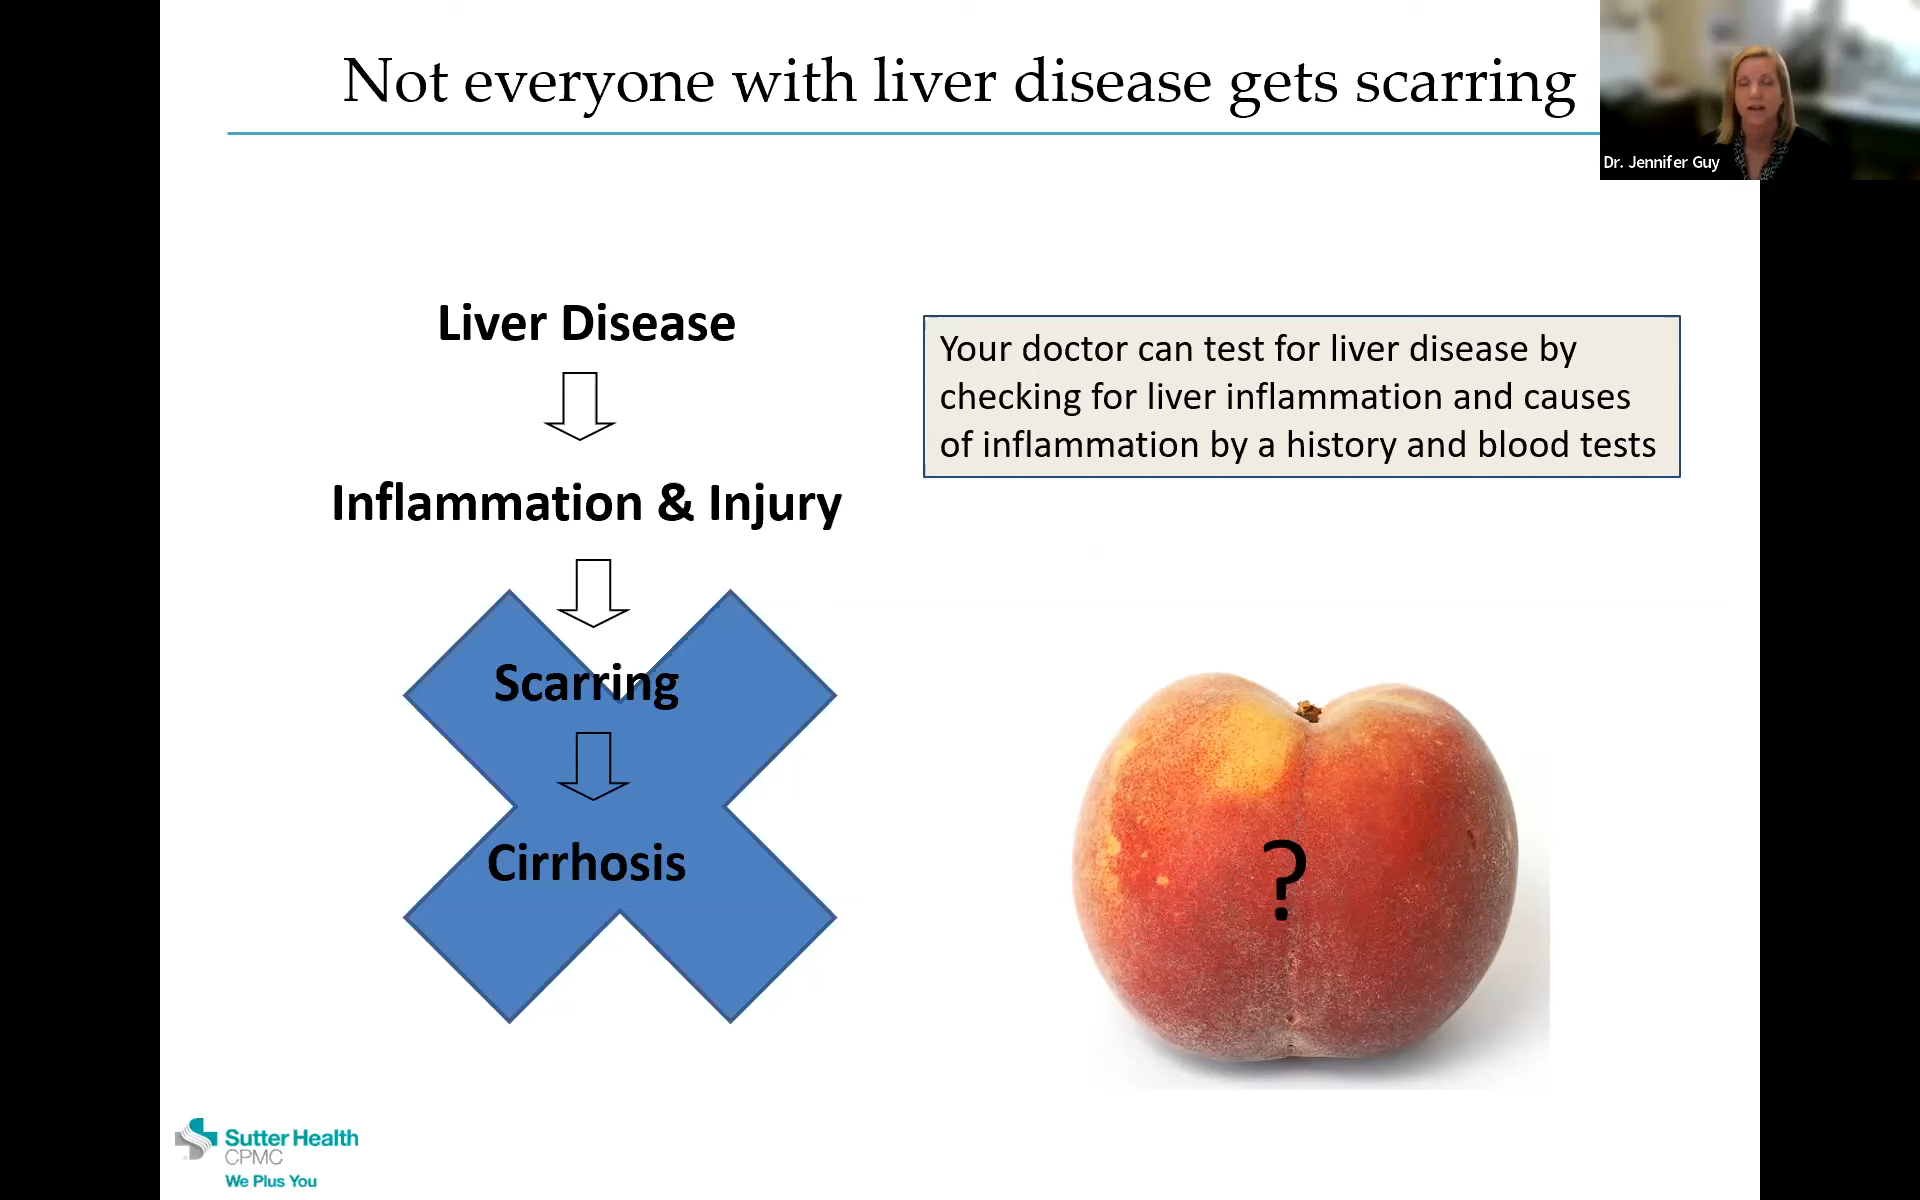 Not everyone with liver disease gets scarring
Dr. Jennifer Guy
Liver Disease
Inflammation & Injury
Scarring
Cirrhosis
Your doctor can test for liver disease by
checking for liver inflammation and causes
of inflammation by a history and blood tests
?
Sutter Health
CPMC
We Plus You